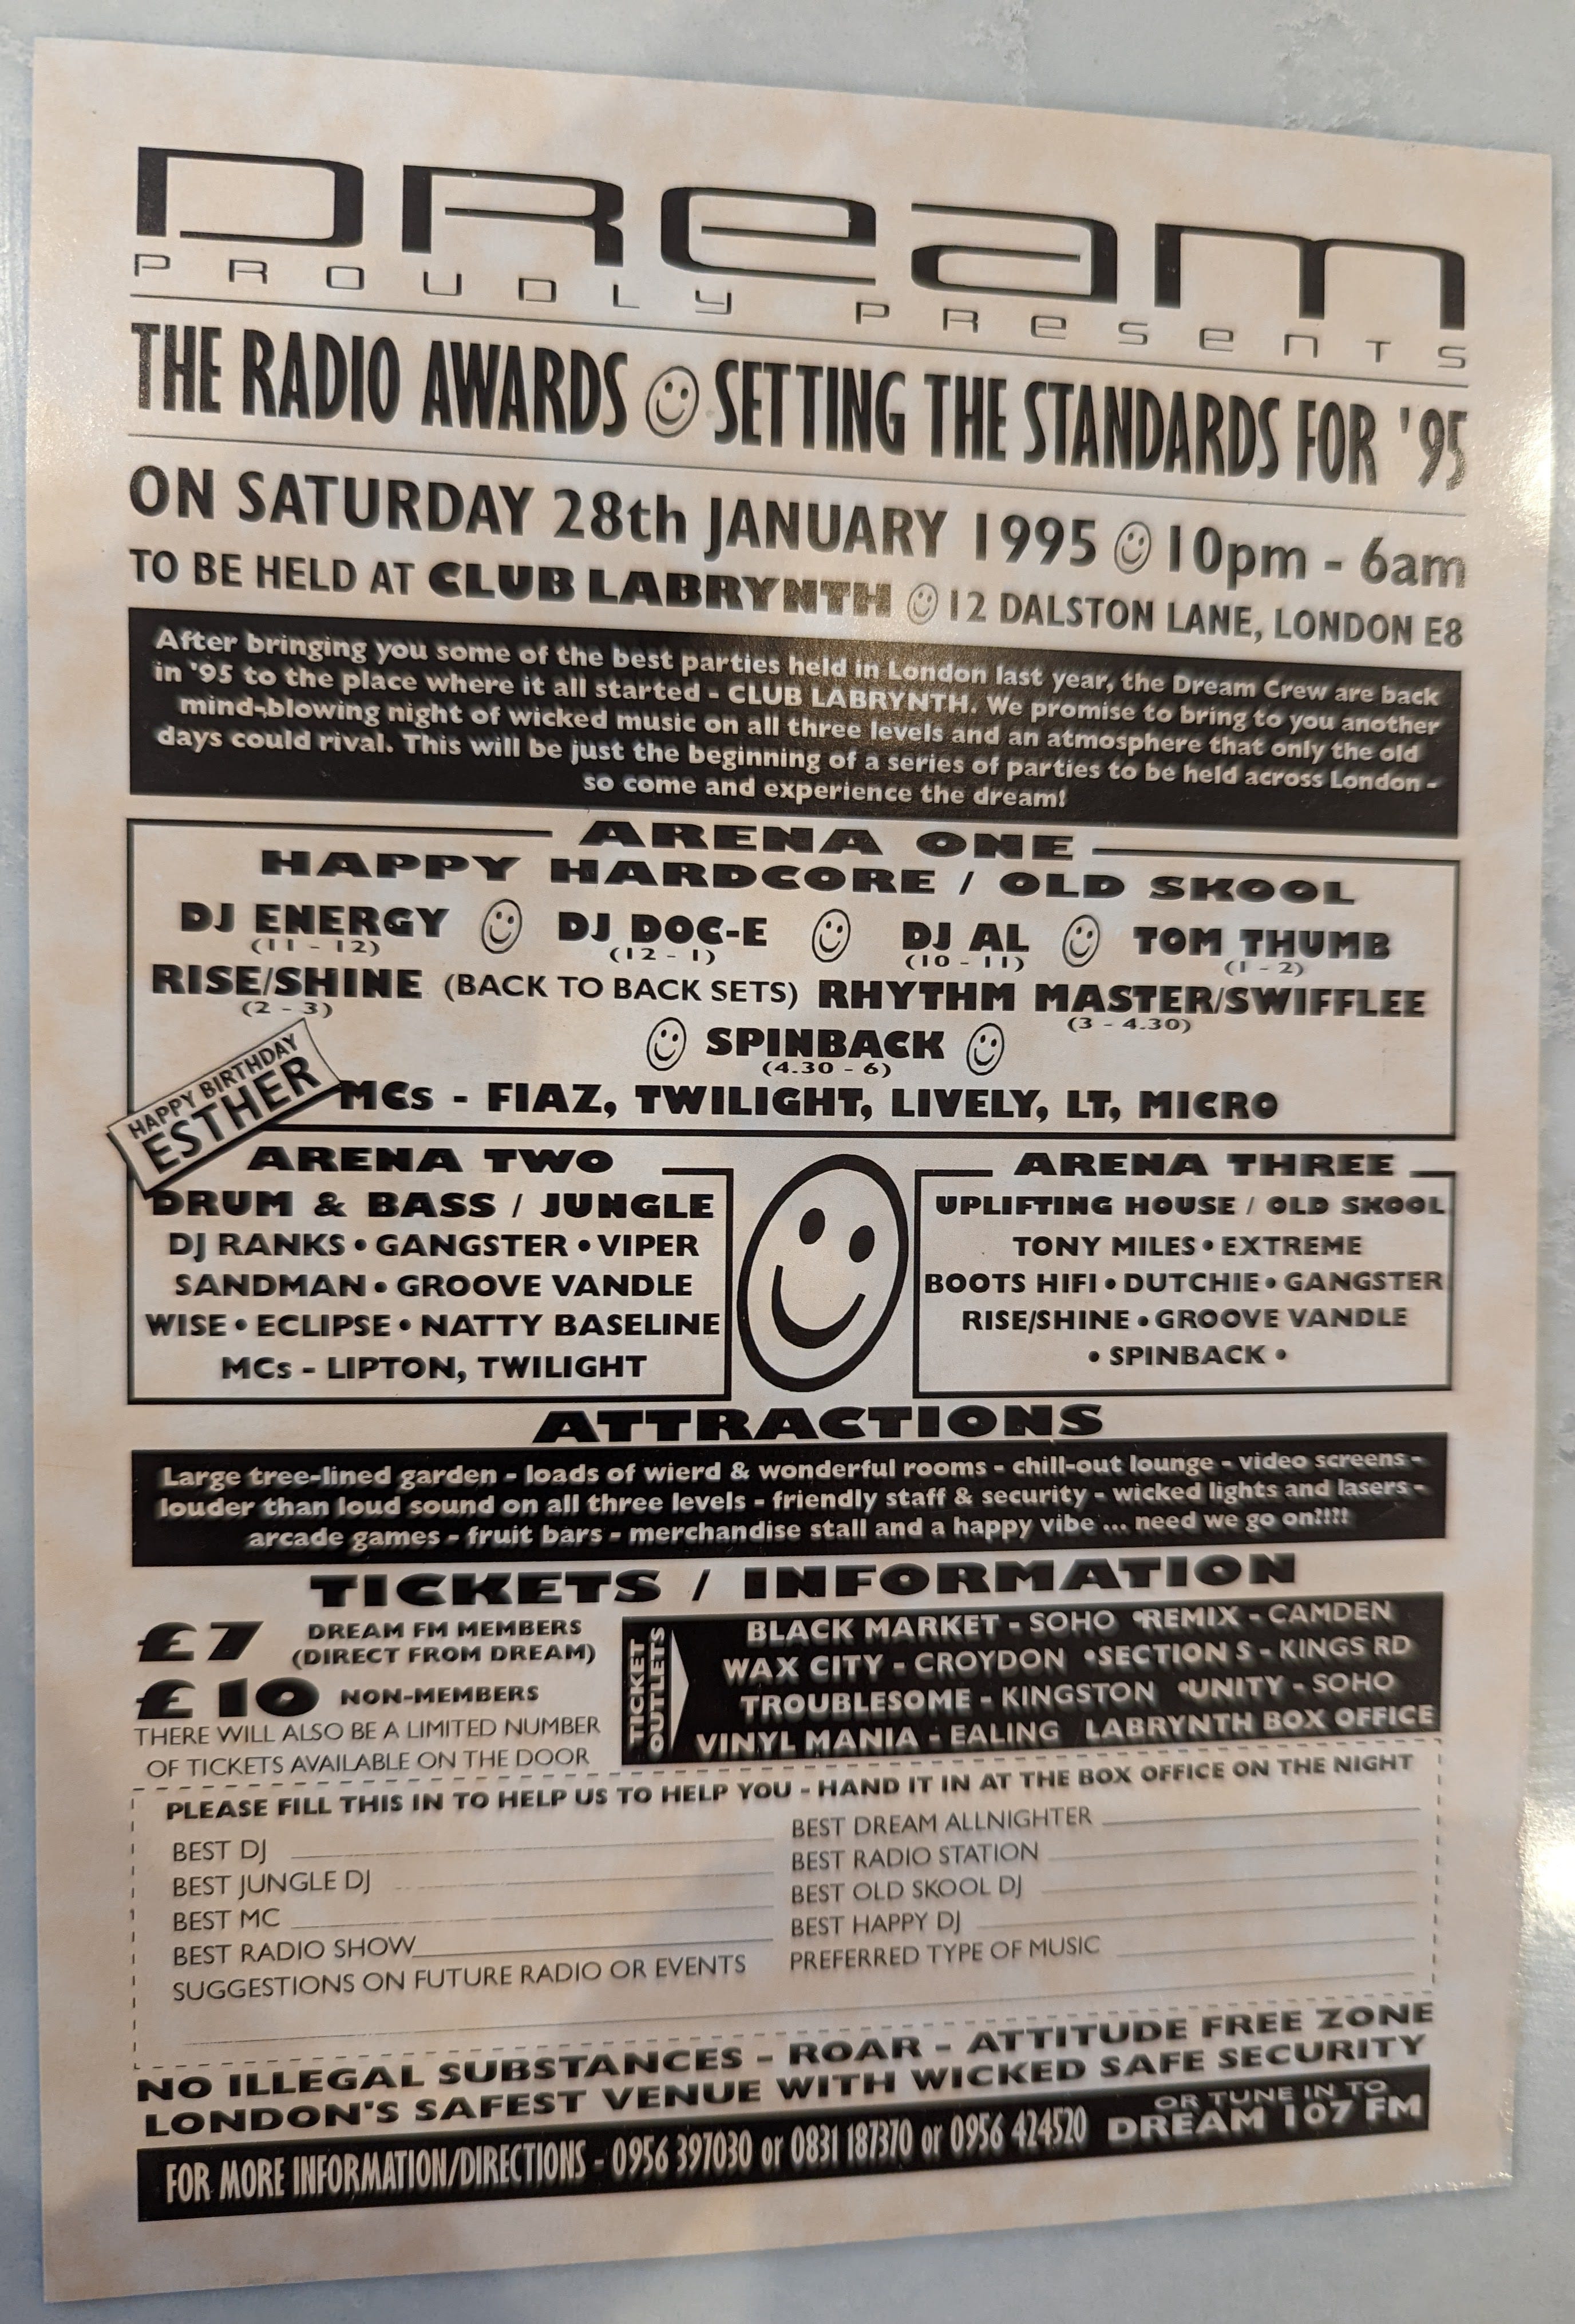 DReam
PROUDLY PReSenTS
THE RADIO AWARDS SETTING THE STANDARDS FOR '95
ON SATURDAY 28th JANUARY 1995 10pm - 6am
TO BE HELD AT CLUB LABRYNTH 12 DALSTON LANE, LONDON E8
After bringing you some of the best parties held in London last year, the Dream Crew are back
in '95 to the place where it all started - CLUB LABRYNTH. We promise to bring to you another
mind-blowing night of wicked music on all three levels and an atmosphere that only the old
days could rival. This will be just the beginning of a series of parties to be held across London -
so come and experience the dream!
ARENA ONE
HAPPY HARDCORE / OLD SKOOL
DJ ENERGY DJ DOC-E DJ AL TOM THUMB
(11 - 12) (12 - 1) (10 - 11) (1 - 2)
RISE/SHINE (BACK TO BACK SETS) RHYTHM MASTER/SWIFFLEE
(2 - 3) (3 - 4.30)
SPINBACK
(4.30 - 6)
HAPPY BIRTHDAY
ESTHER
MCs - FIAZ, TWILIGHT, LIVELY, LT, MICRO
ARENA TWO
DRUM & BASS / JUNGLE
DJ RANKS • GANGSTER • VIPER
SANDMAN • GROOVE VANDLE
WISE • ECLIPSE • NATTY BASELINE
MCs - LIPTON, TWILIGHT
ARENA THREE
UPLIFTING HOUSE / OLD SKOOL
TONY MILES • EXTREME
BOOTS HIFI • DUTCHIE • GANGSTER
RISE/SHINE • GROOVE VANDLE
• SPINBACK •
ATTRACTIONS
Large tree-lined garden - loads of wierd & wonderful rooms - chill-out lounge - video screens -
louder than loud sound on all three levels - friendly staff & security - wicked lights and lasers -
arcade games - fruit bars - merchandise stall and a happy vibe ... need we go on!!!!
TICKETS / INFORMATION
£7 DREAM FM MEMBERS
(DIRECT FROM DREAM)
£10 NON-MEMBERS
THERE WILL ALSO BE A LIMITED NUMBER
OF TICKETS AVAILABLE ON THE DOOR
TICKET
OUTLETS
BLACK MARKET - SOHO •REMIX - CAMDEN
WAX CITY - CROYDON •SECTION 5 - KINGS RD
TROUBLESOME - KINGSTON •UNITY - SOHO
VINYL MANIA - EALING LABRYNTH BOX OFFICE
PLEASE FILL THIS IN TO HELP US TO HELP YOU - HAND IT IN AT THE BOX OFFICE ON THE NIGHT
BEST DJ
BEST JUNGLE DJ
BEST MC
BEST RADIO SHOW
SUGGESTIONS ON FUTURE RADIO OR EVENTS
BEST DREAM ALLNIGHTER
BEST RADIO STATION
BEST OLD SKOOL DJ
BEST HAPPY DJ
PREFERRED TYPE OF MUSIC
NO ILLEGAL SUBSTANCES - ROAR - ATTITUDE FREE ZONE
LONDON'S SAFEST VENUE WITH WICKED SAFE SECURITY
FOR MORE INFORMATION/DIRECTIONS - 0956 397030 or 0831 187370 or 0956 424520
OR TUNE IN TO
DREAM 107 FM